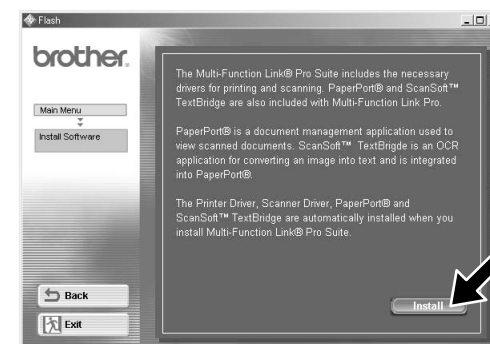 Flash
brother.
Main Menu
Install Software
The Multi-Function Link® Pro Suite includes the necessary
drivers for printing and scanning. PaperPort® and ScanSoft™
TextBridge are also included with Multi-Function Link Pro.
PaperPort® is a document management application used to
view scanned documents. ScanSoft™ TextBrigde is an OCR
application for converting an image into text and is integrated
into PaperPort®.
The Printer Driver, Scanner Driver, PaperPort® and
ScanSoft™ TextBridge are automatically installed when you
install Multi-Function Link® Pro Suite.
Back
Install
Exit